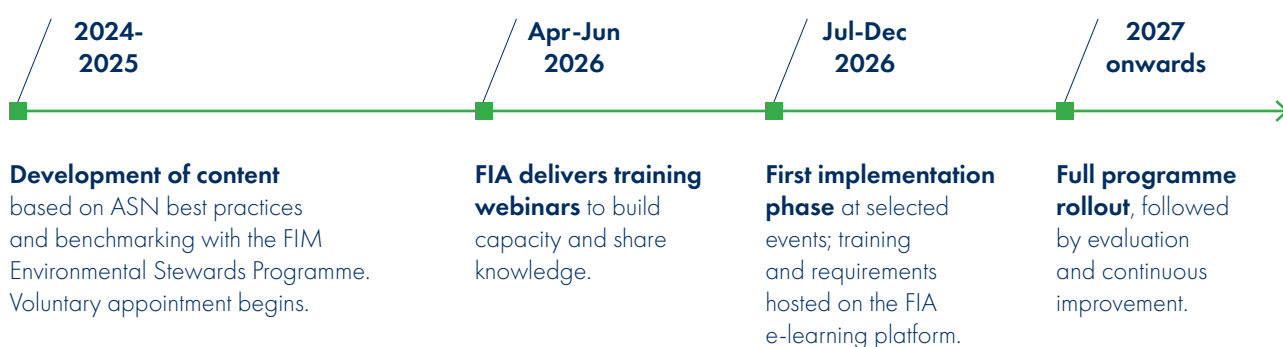 2024-
2025
Apr-Jun
2026
Jul-Dec
2026
2027
onwards
Development of content
based on ASN best practices
and benchmarking with the FIM
Environmental Stewards Programme.
Voluntary appointment begins.
FIA delivers training
webinars to build
capacity and share
knowledge.
First implementation
phase at selected
events; training
and requirements
hosted on the FIA
e-learning platform.
Full programme
rollout, followed
by evaluation
and continuous
improvement.